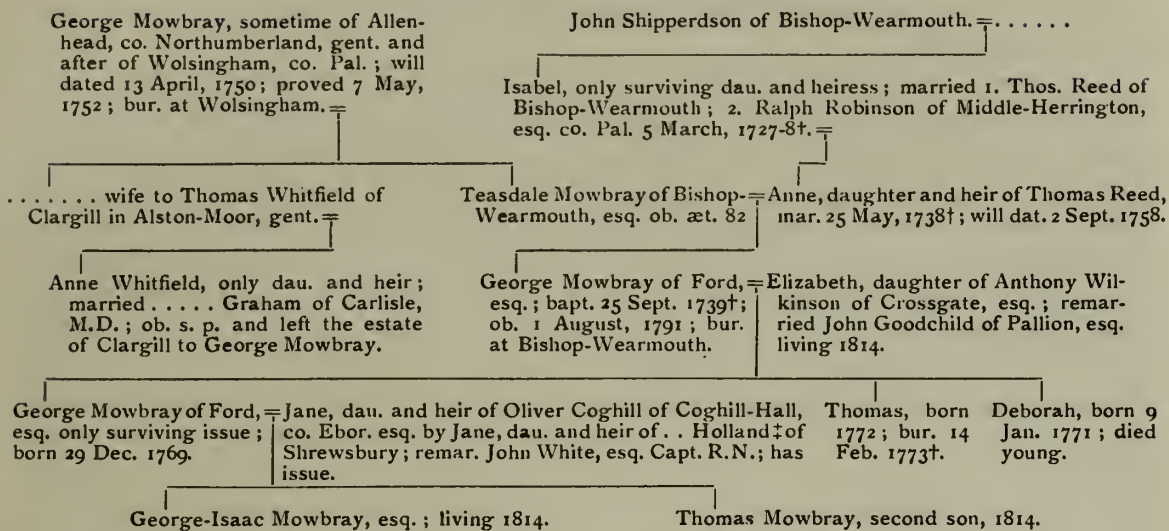 George Mowbray, sometime of Allen-
head, co. Northumberland, gent. and
after of Wolsingham, co. Pal. ; will
dated 13 April, 1750; proved 7 May,
1752; bur. at Wolsingham.=
John Shipperdson of Bishop-Wearmouth.=. . . . . .
Isabel, only surviving dau. and heiress; married 1. Thos. Reed of
Bishop-Wearmouth; 2. Ralph Robinson of Middle-Herrington,
esq. co. Pal. 5 March, 1727-8†.=
. . . . . . . wife to Thomas Whitfield of
Clargill in Alston-Moor, gent.=
Teasdale Mowbray of Bishop-
Wearmouth, esq. ob. æt. 82
=Anne, daughter and heir of Thomas Reed,
mar. 25 May, 1738†; will dat. 2 Sept. 1758.
Anne Whitfield, only dau. and heir;
married . . . . . Graham of Carlisle,
M.D.; ob. s. p. and left the estate
of Clargill to George Mowbray.
George Mowbray of Ford,
esq.; bapt. 25 Sept. 1739†;
ob. 1 August, 1791; bur.
at Bishop-Wearmouth.
=Elizabeth, daughter of Anthony Wil-
kinson of Crossgate, esq.; remar-
ried John Goodchild of Pallion, esq.
living 1814.
George Mowbray of Ford,
esq. only surviving issue;
born 29 Dec. 1769.
=Jane, dau. and heir of Oliver Coghill of Coghill-Hall,
co. Ebor. esq. by Jane, dau. and heir of . . Holland‡ of
Shrewsbury; remar. John White, esq. Capt. R.N.; has
issue.
Thomas, born
1772; bur. 14
Feb. 1773†.
Deborah, born 9
Jan. 1771; died
young.
George-Isaac Mowbray, esq.; living 1814.
Thomas Mowbray, second son, 1814.